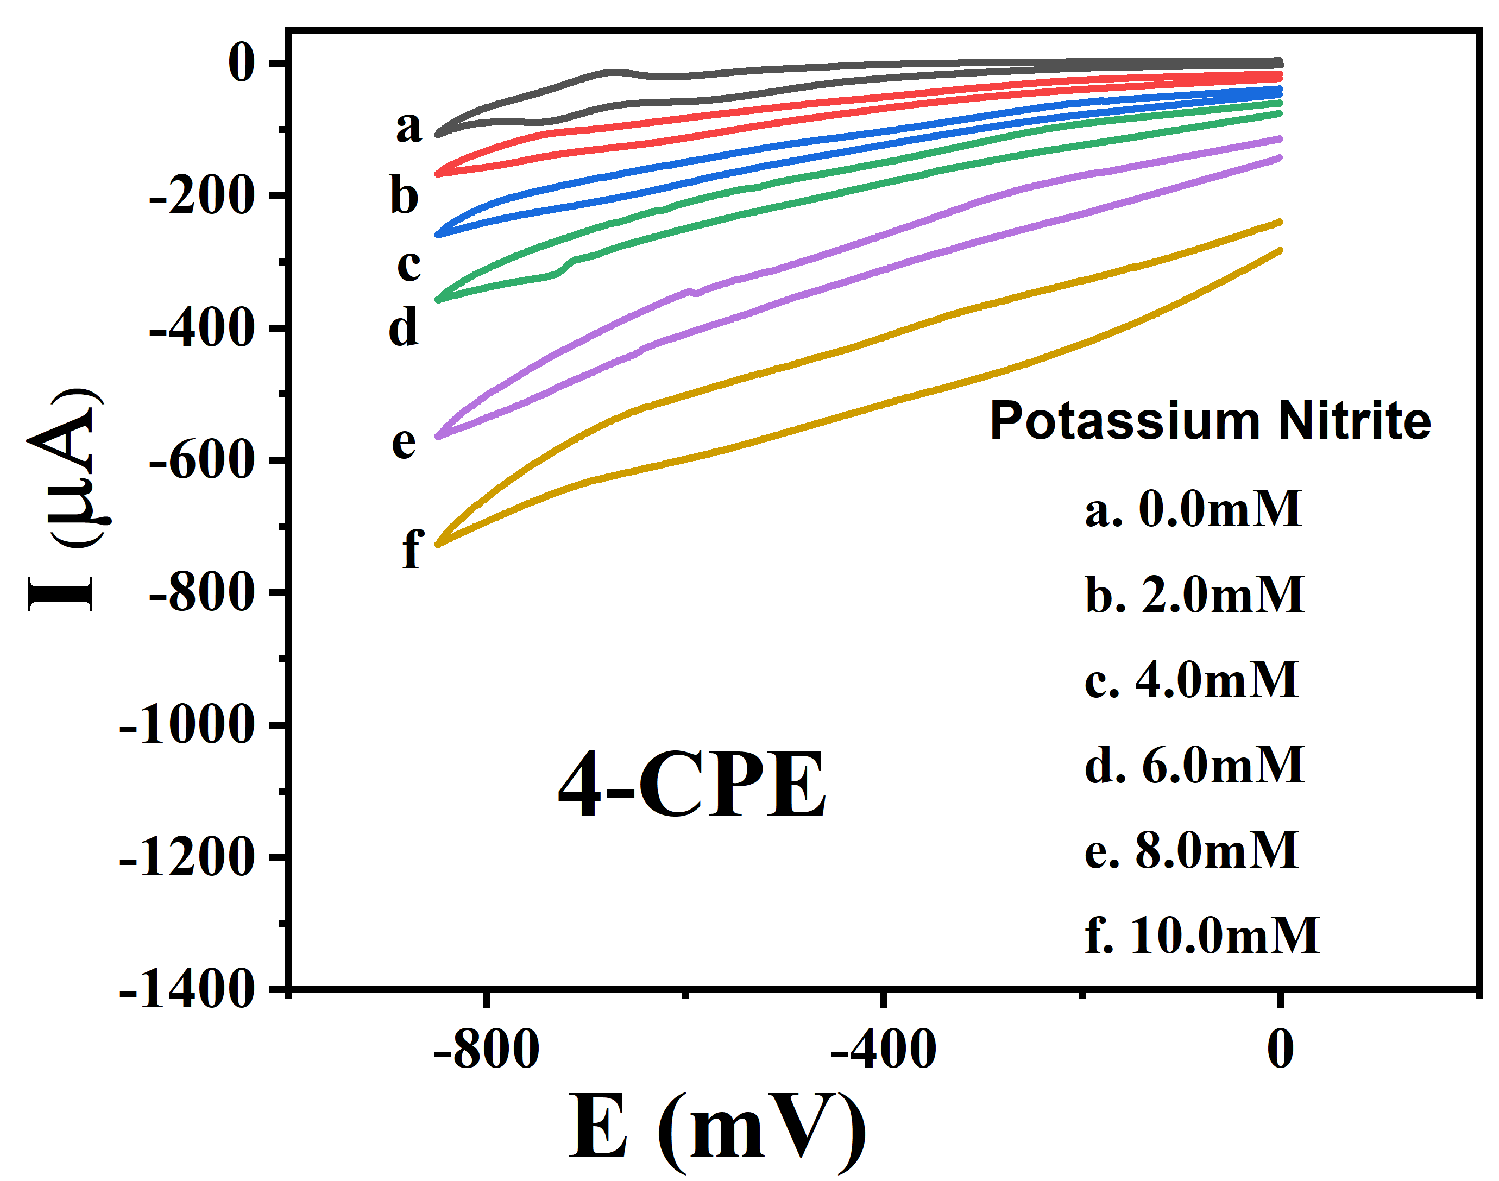 0
-200
-400
-600
-800
-1000
-1200
-1400
I (μA)
a
b
c
d
e
f
Potassium Nitrite
a. 0.0mM
b. 2.0mM
c. 4.0mM
d. 6.0mM
e. 8.0mM
f. 10.0mM
4-CPE
-800 -400 0
E (mV)